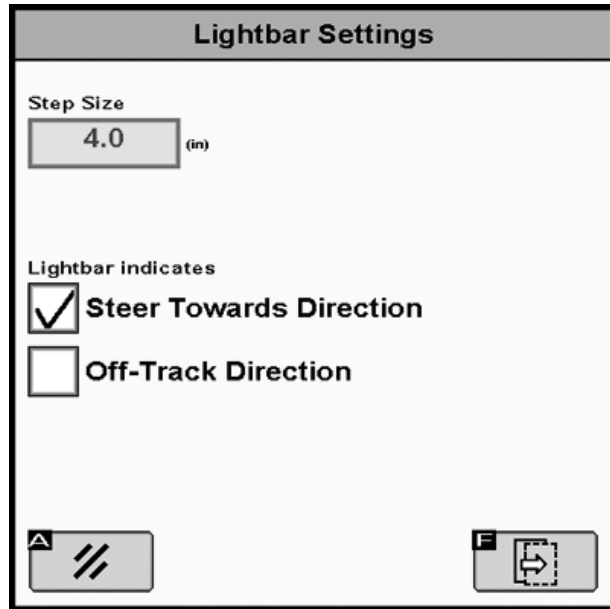 Lightbar Settings
Step Size
4.0 (in)
Lightbar indicates
Steer Towards Direction
Off-Track Direction
A
F